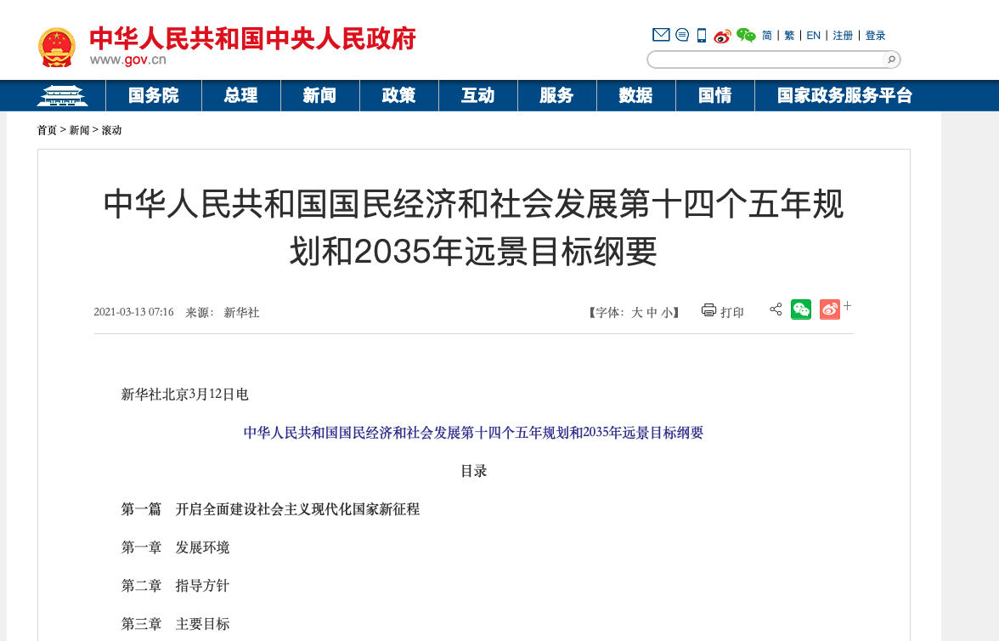 中华人民共和国中央人民政府
www.gov.cn
简 | 繁 | EN | 注册 | 登录
国务院 总理 新闻 政策 互动 服务 数据 国情 国家政务服务平台
首页 > 新闻 > 滚动
中华人民共和国国民经济和社会发展第十四个五年规
划和2035年远景目标纲要
2021-03-13 07:16 来源： 新华社 【字体：大 中 小】 打印
新华社北京3月12日电
中华人民共和国国民经济和社会发展第十四个五年规划和2035年远景目标纲要
目录
第一篇 开启全面建设社会主义现代化国家新征程
第一章 发展环境
第二章 指导方针
第三章 主要目标